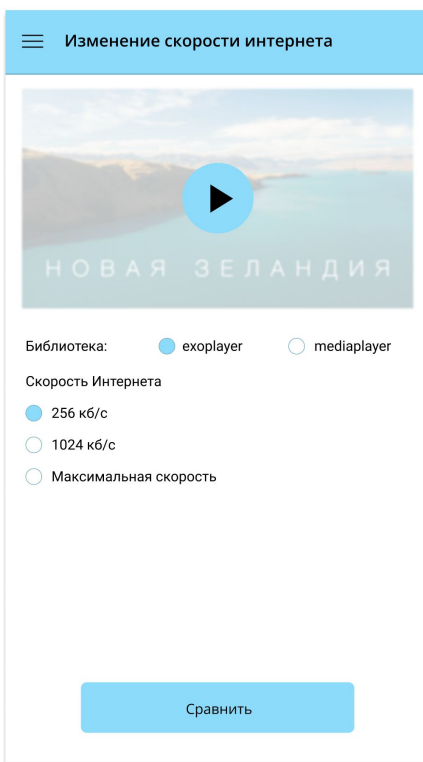 Изменение скорости интернета
НОВАЯ ЗЕЛАНДИЯ
Библиотека: exoplayer mediaplayer
Скорость Интернета
256 кб/с
1024 кб/с
Максимальная скорость
Сравнить